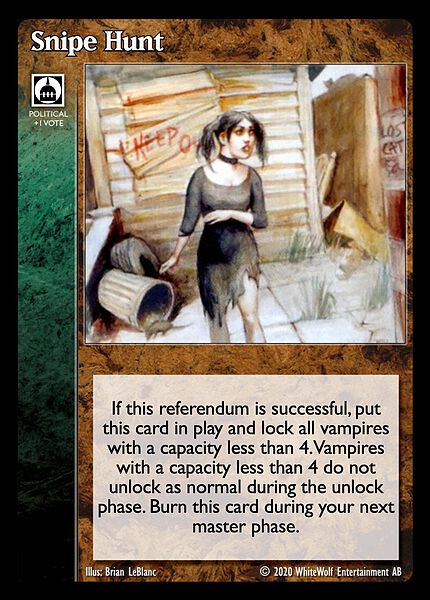 Snipe Hunt
POLITICAL
+1 VOTE
KEEP O
LOS
CAT
If this referendum is successful, put
this card in play and lock all vampires
with a capacity less than 4. Vampires
with a capacity less than 4 do not
unlock as normal during the unlock
phase. Burn this card during your next
master phase.
Illus: Brian LeBlanc
© 2020 WhiteWolf Entertainment AB